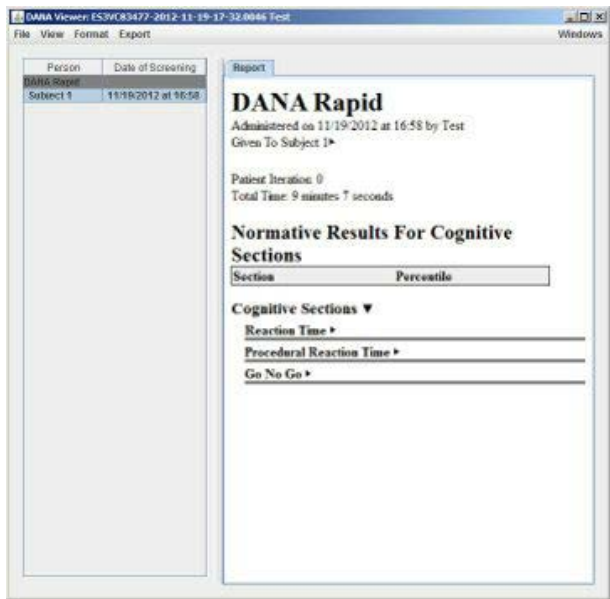 DANA Viewer: ES3VC83477-2012-11-19-17-32.0046 Test
File View Format Export Windows
Person Date of Screening
DANA Rapid
Subject 1 11/19/2012 at 16:58
Report
DANA Rapid
Administered on 11/19/2012 at 16:58 by Test
Given To Subject 1▸
Patient Iteration: 0
Total Time: 9 minutes 7 seconds
Normative Results For Cognitive
Sections
Section Percentile
Cognitive Sections ▼
Reaction Time ▸
Procedural Reaction Time ▸
Go No Go ▸